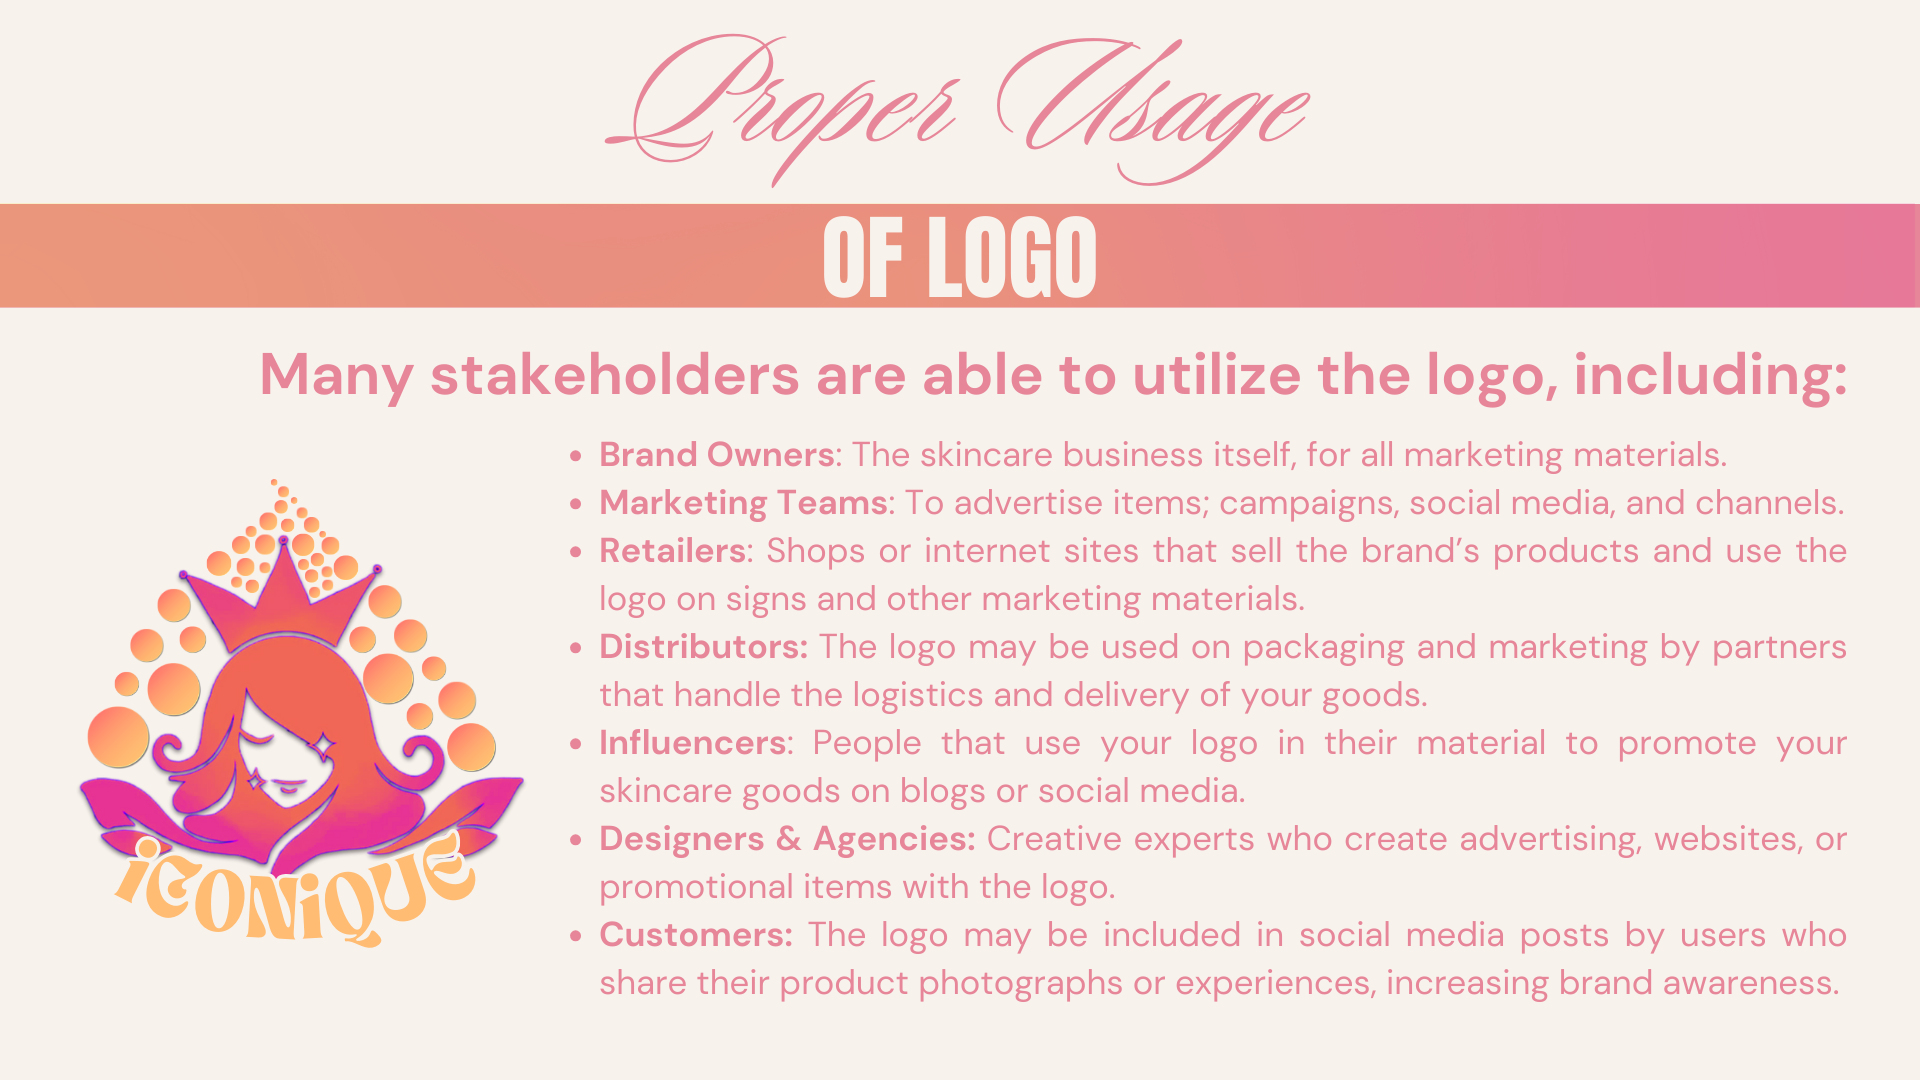 Proper Usage
OF LOGO
Many stakeholders are able to utilize the logo, including:
• Brand Owners: The skincare business itself, for all marketing materials.
• Marketing Teams: To advertise items; campaigns, social media, and channels.
• Retailers: Shops or internet sites that sell the brand’s products and use the
logo on signs and other marketing materials.
• Distributors: The logo may be used on packaging and marketing by partners
that handle the logistics and delivery of your goods.
• Influencers: People that use your logo in their material to promote your
skincare goods on blogs or social media.
• Designers & Agencies: Creative experts who create advertising, websites, or
promotional items with the logo.
• Customers: The logo may be included in social media posts by users who
share their product photographs or experiences, increasing brand awareness.
iCONiQUE